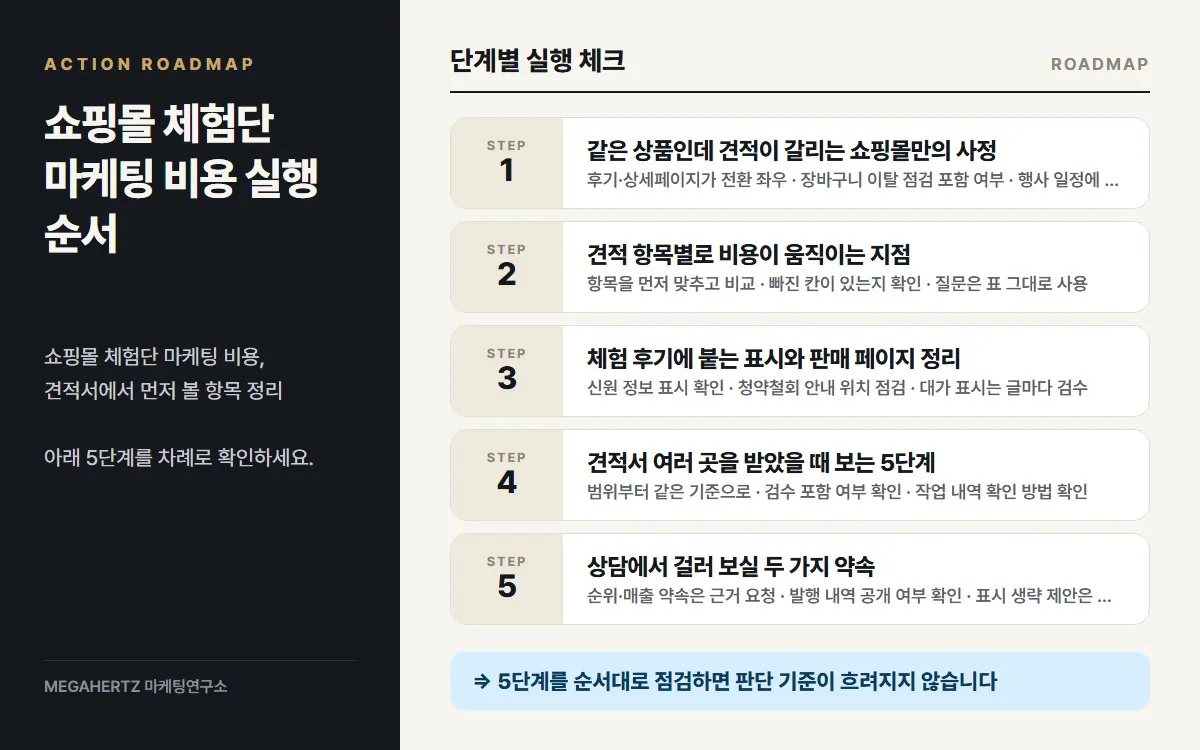 ACTION ROADMAP
쇼핑몰 체험단
마케팅 비용 실행
순서
쇼핑몰 체험단 마케팅 비용,
견적서에서 먼저 볼 항목 정리
아래 5단계를 차례로 확인하세요.
MEGAHERTZ 마케팅연구소
단계별 실행 체크
ROADMAP
STEP
1
같은 상품인데 견적이 갈리는 쇼핑몰만의 사정
후기·상세페이지가 전환 좌우 · 장바구니 이탈 점검 포함 여부 · 행사 일정에 ...
STEP
2
견적 항목별로 비용이 움직이는 지점
항목을 먼저 맞추고 비교 · 빠진 칸이 있는지 확인 · 질문은 표 그대로 사용
STEP
3
체험 후기에 붙는 표시와 판매 페이지 정리
신원 정보 표시 확인 · 청약철회 안내 위치 점검 · 대가 표시는 글마다 검수
STEP
4
견적서 여러 곳을 받았을 때 보는 5단계
범위부터 같은 기준으로 · 검수 포함 여부 확인 · 작업 내역 확인 방법 확인
STEP
5
상담에서 걸러 보실 두 가지 약속
순위·매출 약속은 근거 요청 · 발행 내역 공개 여부 확인 · 표시 생략 제안은 ...
→ 5단계를 순서대로 점검하면 판단 기준이 흐려지지 않습니다